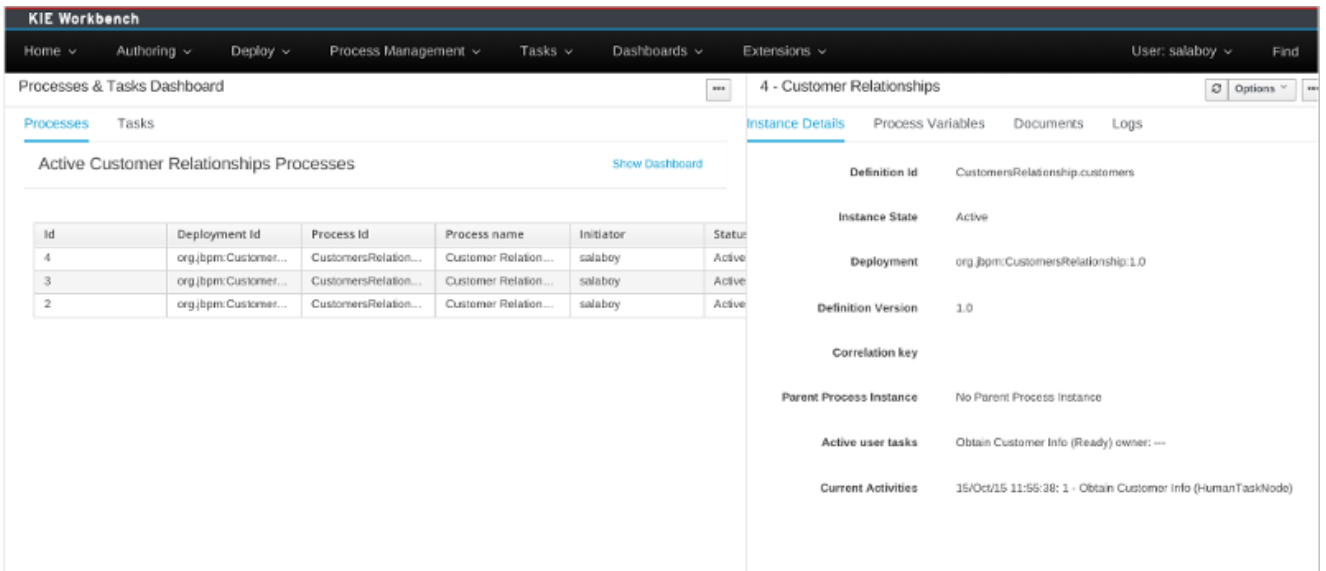 KIE Workbench
Home Authoring Deploy Process Management Tasks Dashboards Extensions User: salaboy Find
Processes & Tasks Dashboard
Processes Tasks
Active Customer Relationships Processes Show Dashboard
Id Deployment Id Process Id Process name Initiator Status
4 org.jbpm:Customer... CustomersRelation... Customer Relation... salaboy Active
3 org.jbpm:Customer... CustomersRelation... Customer Relation... salaboy Active
2 org.jbpm:Customer... CustomersRelation... Customer Relation... salaboy Active
4 - Customer Relationships Options
Instance Details Process Variables Documents Logs
Definition Id CustomersRelationship.customers
Instance State Active
Deployment org.jbpm:CustomersRelationship:1.0
Definition Version 1.0
Correlation key
Parent Process Instance No Parent Process Instance
Active user tasks Obtain Customer Info (Ready) owner: ---
Current Activities 15/Oct/15 11:55:38: 1 - Obtain Customer Info (HumanTaskNode)